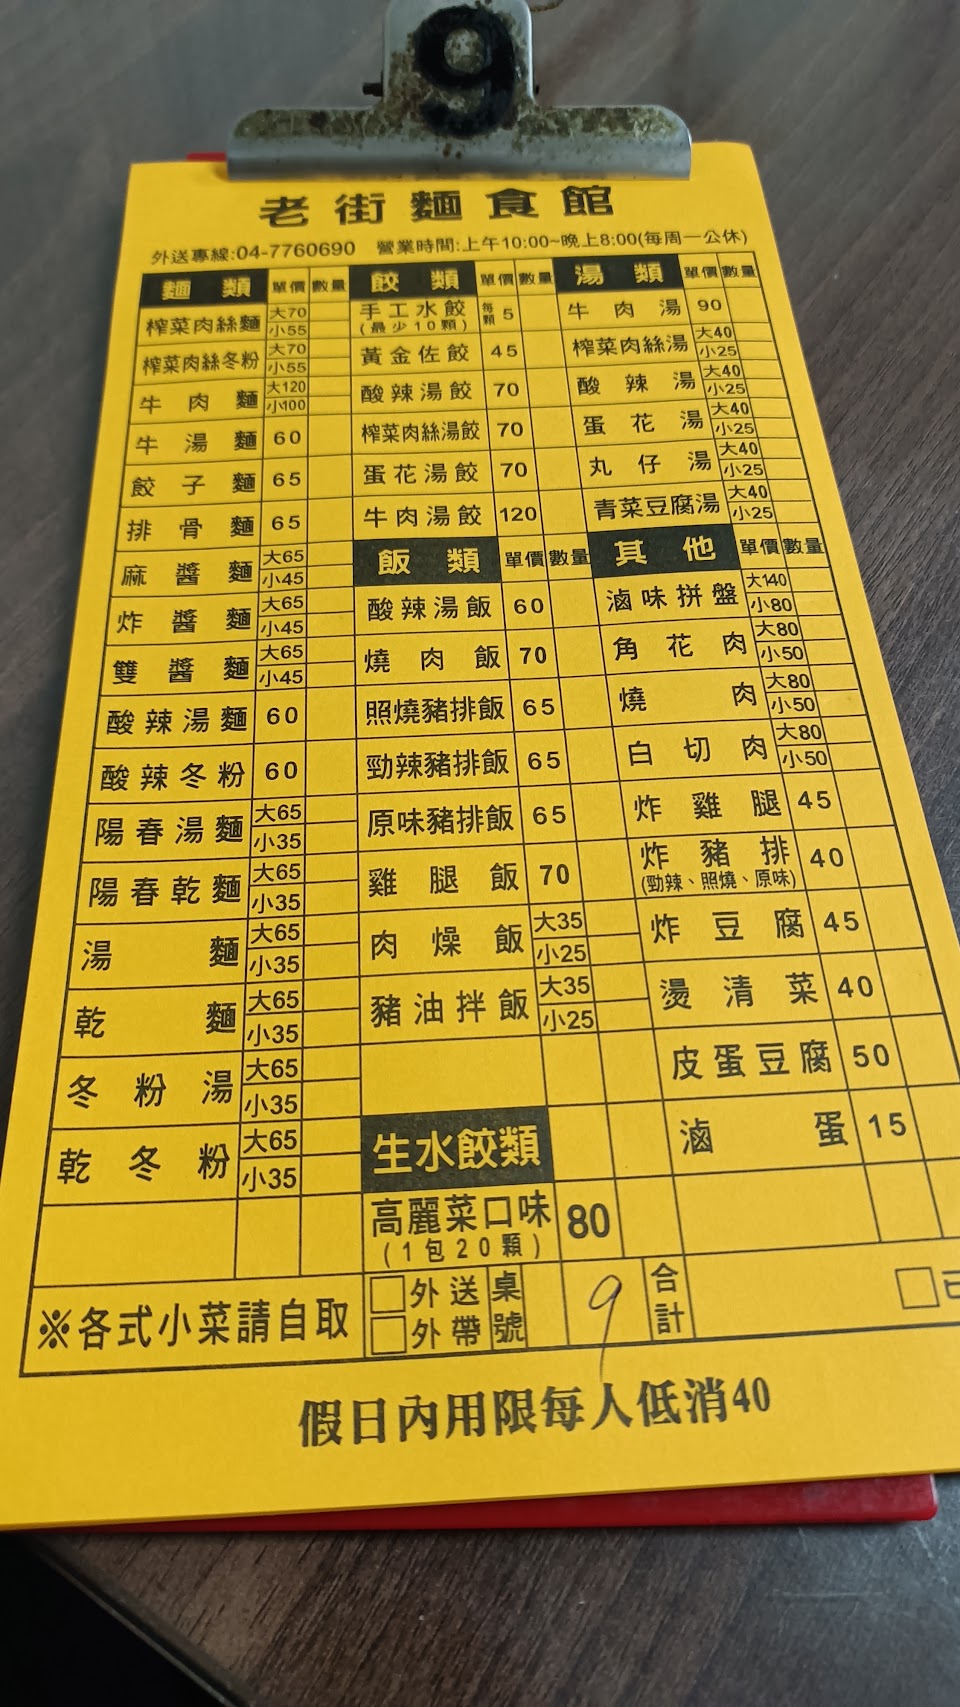 9
老街麵食館
外送專線:04-7760690 營業時間:上午10:00~晚上8:00(每周一公休)
麵類 單價 數量
榨菜肉絲麵 大70 小55
榨菜肉絲冬粉 大70 小55
牛肉麵 大120 小100
牛湯麵 60
餃子麵 65
排骨麵 65
麻醬麵 大65 小45
炸醬麵 大65 小45
雙醬麵 大65 小45
酸辣湯麵 60
酸辣冬粉 60
陽春湯麵 大65 小35
陽春乾麵 大65 小35
湯麵 大65 小35
乾麵 大65 小35
冬粉湯 大65 小35
乾冬粉 大65 小35
餃類 單價 數量
手工水餃 每顆 5
(最少10顆)
黃金佐餃 45
酸辣湯餃 70
榨菜肉絲湯餃 70
蛋花湯餃 70
牛肉湯餃 120
飯類 單價 數量
酸辣湯飯 60
燒肉飯 70
照燒豬排飯 65
勁辣豬排飯 65
原味豬排飯 65
雞腿飯 70
肉燥飯 大35 小25
豬油拌飯 大35 小25
生水餃類
高麗菜口味 80
(1包20顆)
湯類 單價 數量
牛肉湯 90
榨菜肉絲湯 大40 小25
酸辣湯 大40 小25
蛋花湯 大40 小25
丸仔湯 大40 小25
青菜豆腐湯 大40 小25
其他 單價 數量
滷味拼盤 大140 小80
角花肉 大80 小50
燒肉 大80 小50
白切肉 大80 小50
炸雞腿 45
炸豬排 40
(勁辣、照燒、原味)
炸豆腐 45
燙清菜 40
皮蛋豆腐 50
滷蛋 15
※各式小菜請自取
□外送
□外帶
桌號 9
合計
□已
假日內用限每人低消40